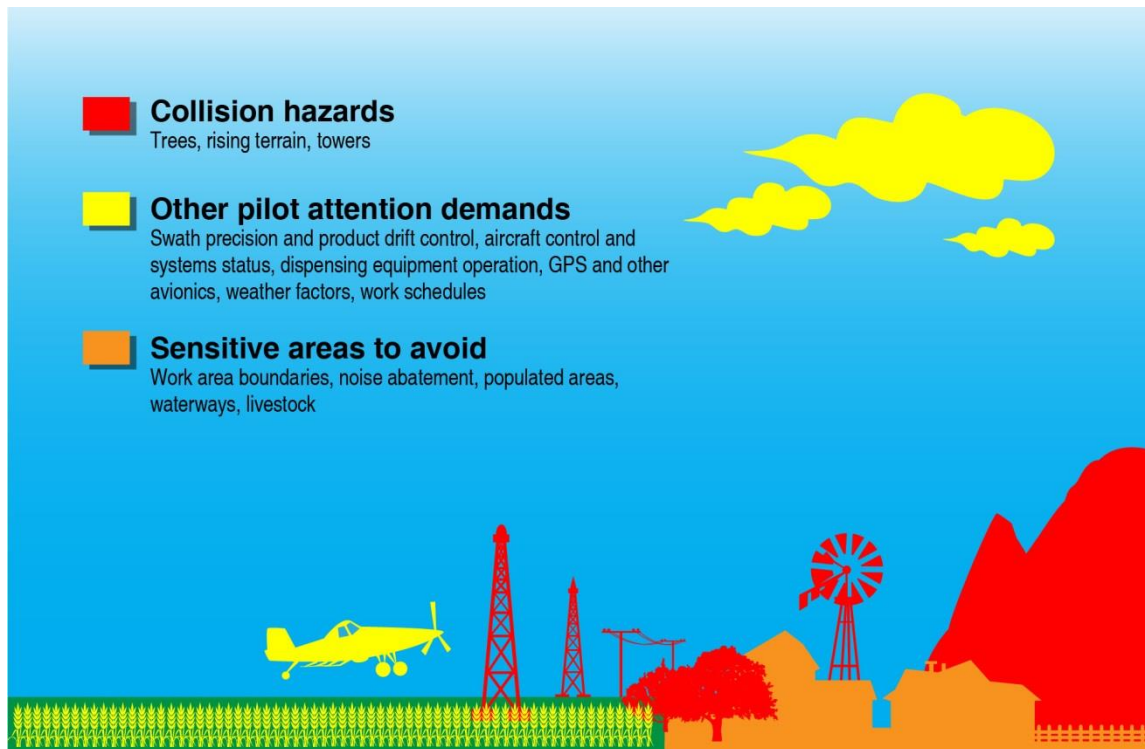 Collision hazards
Trees, rising terrain, towers
Other pilot attention demands
Swath precision and product drift control, aircraft control and
systems status, dispensing equipment operation, GPS and other
avionics, weather factors, work schedules
Sensitive areas to avoid
Work area boundaries, noise abatement, populated areas,
waterways, livestock